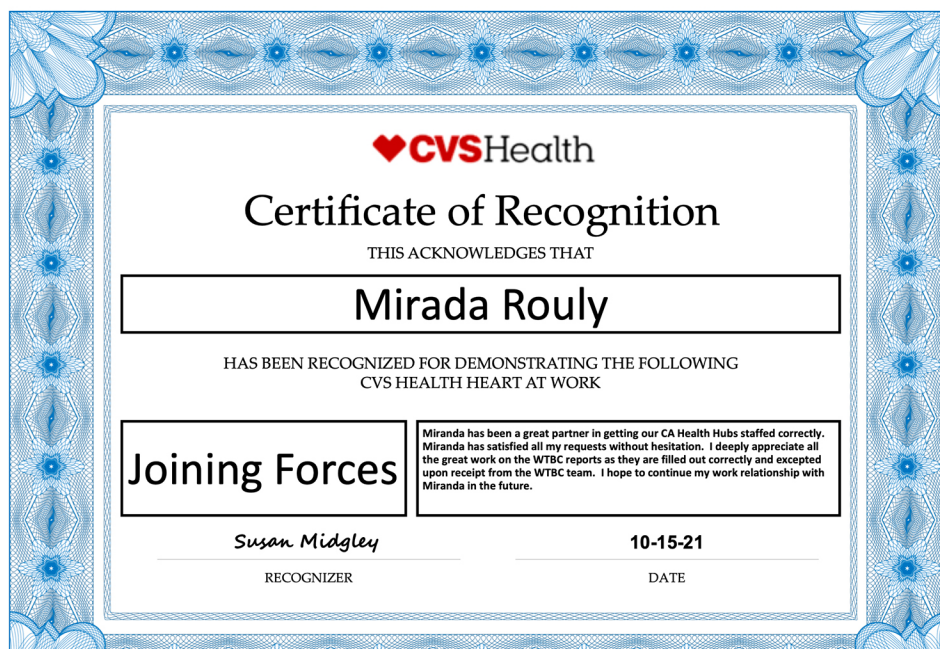 CVSHealth
Certificate of Recognition
THIS ACKNOWLEDGES THAT
Mirada Rouly
HAS BEEN RECOGNIZED FOR DEMONSTRATING THE FOLLOWING
CVS HEALTH HEART AT WORK
Joining Forces
Miranda has been a great partner in getting our CA Health Hubs staffed correctly.
Miranda has satisfied all my requests without hesitation.  I deeply appreciate all
the great work on the WTBC reports as they are filled out correctly and excepted
upon receipt from the WTBC team.  I hope to continue my work relationship with
Miranda in the future.
Susan Midgley
10-15-21
RECOGNIZER
DATE